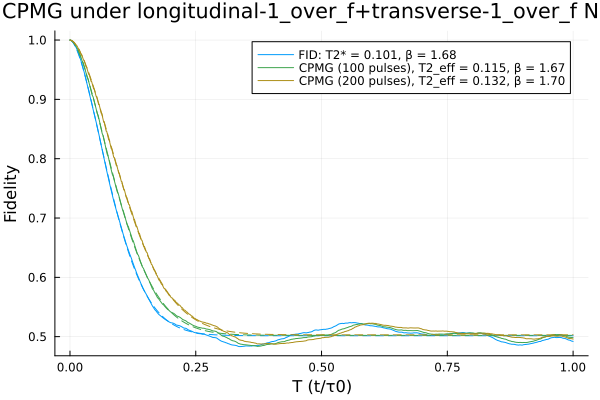 CPMG under longitudinal-1_over_f+transverse-1_over_f N
FID: T2* = 0.101, β = 1.68
CPMG (100 pulses), T2_eff = 0.115, β = 1.67
CPMG (200 pulses), T2_eff = 0.132, β = 1.70
Fidelity
1.0
0.9
0.8
0.7
0.6
0.5
0.00 0.25 0.50 0.75 1.00
T (t/τ0)